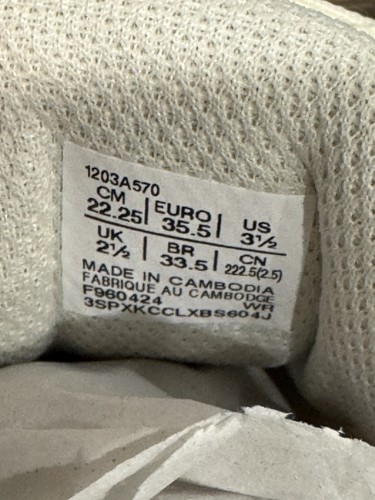 1203A570
CM EURO US
22.25 35.5 3½
UK BR CN
2½ 33.5 222.5(2.5)
MADE IN CAMBODIA
FABRIQUE AU CAMBODGE
F960424 WR
3SPXKCCLXBS604J